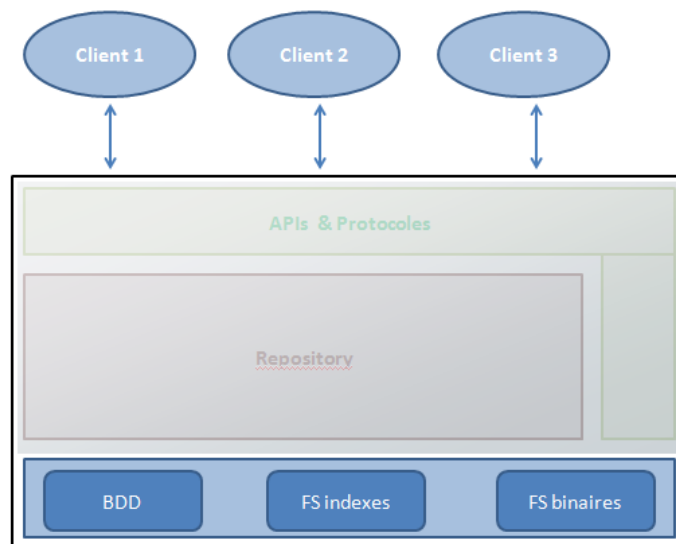 Client 1
Client 2
Client 3
APIs & Protocoles
Repository
BDD
FS indexes
FS binaires